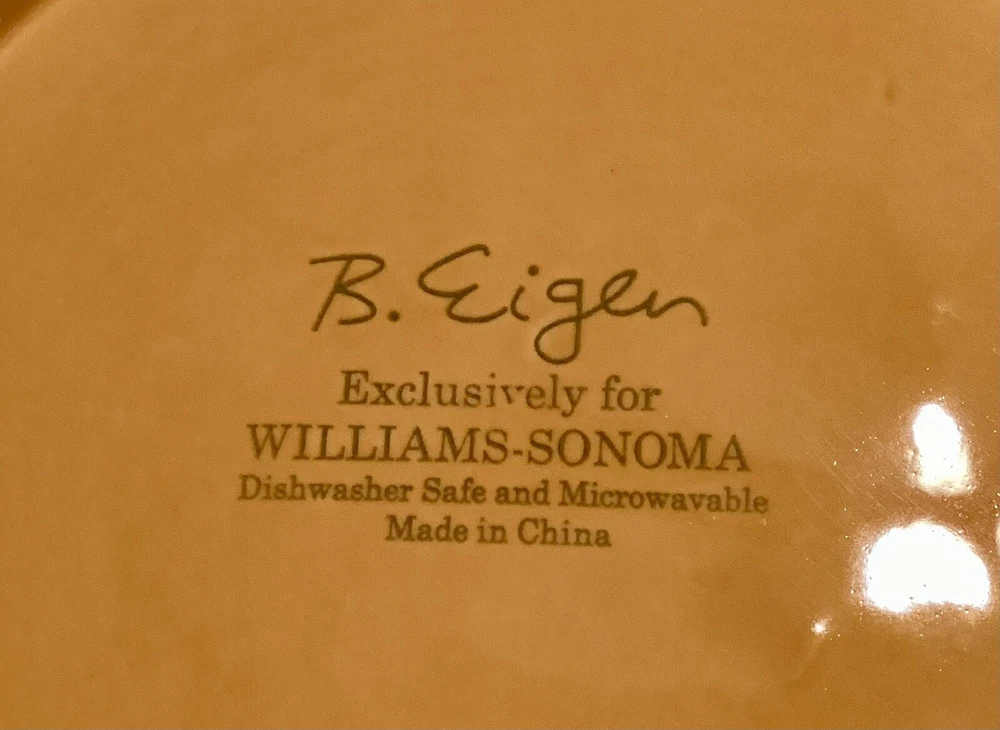 B. Eigen
Exclusively for
WILLIAMS-SONOMA
Dishwasher Safe and Microwavable
Made in China